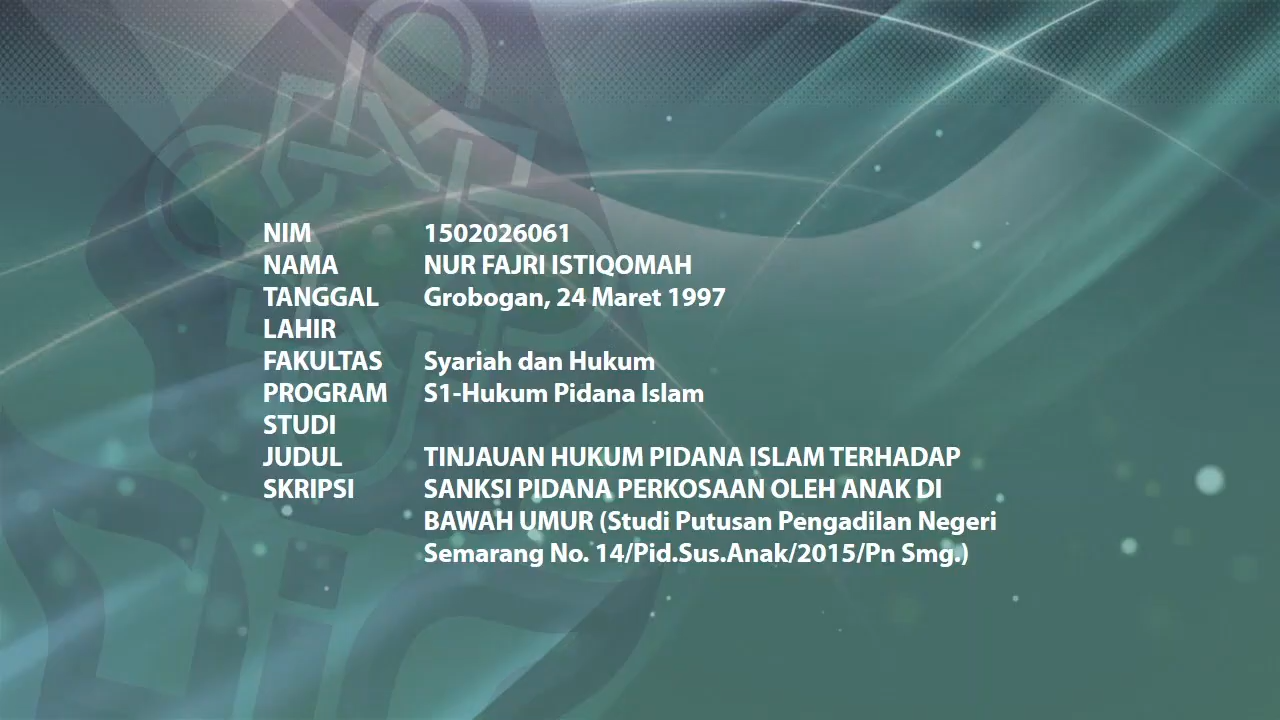 NIM 1502026061
NAMA NUR FAJRI ISTIQOMAH
TANGGAL Grobogan, 24 Maret 1997
LAHIR
FAKULTAS Syariah dan Hukum
PROGRAM S1-Hukum Pidana Islam
STUDI
JUDUL TINJAUAN HUKUM PIDANA ISLAM TERHADAP
SKRIPSI SANKSI PIDANA PERKOSAAN OLEH ANAK DI
BAWAH UMUR (Studi Putusan Pengadilan Negeri
Semarang No. 14/Pid.Sus.Anak/2015/Pn Smg.)